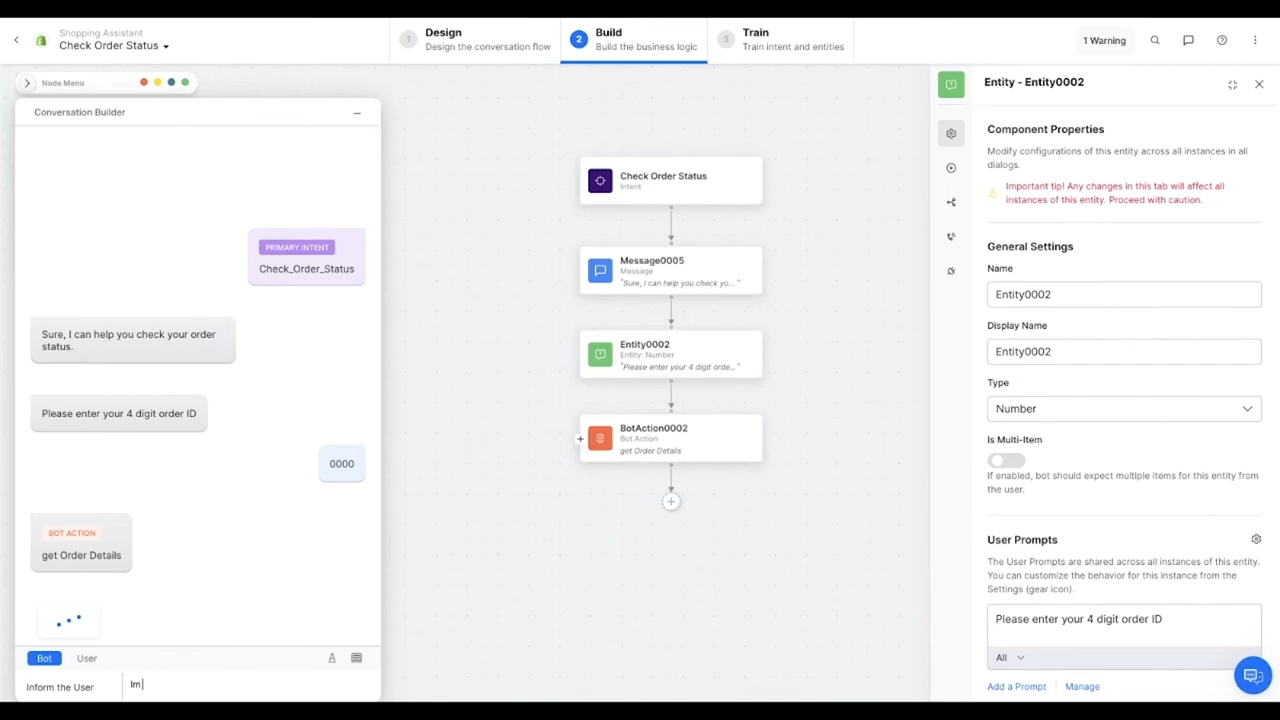 Shopping Assistant
Check Order Status
1
Design
Design the conversation flow
2
Build
Build the business logic
3
Train
Train intent and entities
1 Warning
Node Menu
Conversation Builder
PRIMARY INTENT
Check_Order_Status
Sure, I can help you check your order
status.
Please enter your 4 digit order ID
0000
BOT ACTION
get Order Details
Bot
User
Inform the User
Im
Check Order Status
Intent
Message0005
Message
"Sure, I can help you check yo... "
Entity0002
Entity: Number
"Please enter your 4 digit orde... "
BotAction0002
Bot Action
get Order Details
Entity - Entity0002
Component Properties
Modify configurations of this entity across all instances in all
dialogs.
Important tip! Any changes in this tab will affect all
instances of this entity. Proceed with caution.
General Settings
Name
Entity0002
Display Name
Entity0002
Type
Number
Is Multi-Item
If enabled, bot should expect multiple items for this entity from
the user.
User Prompts
The User Prompts are shared across all instances of this entity.
You can customize the behavior for this instance from the
Settings (gear icon).
Please enter your 4 digit order ID
All
Add a Prompt
Manage